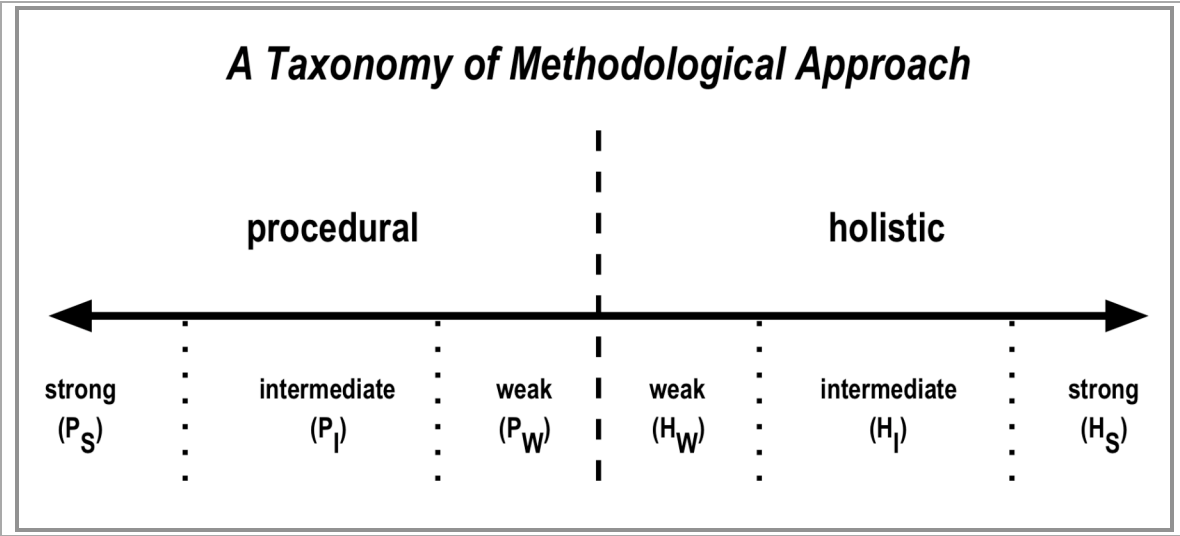 A Taxonomy of Methodological Approach
procedural holistic
strong intermediate weak weak intermediate strong
(PS) (PI) (PW) (HW) (HI) (HS)